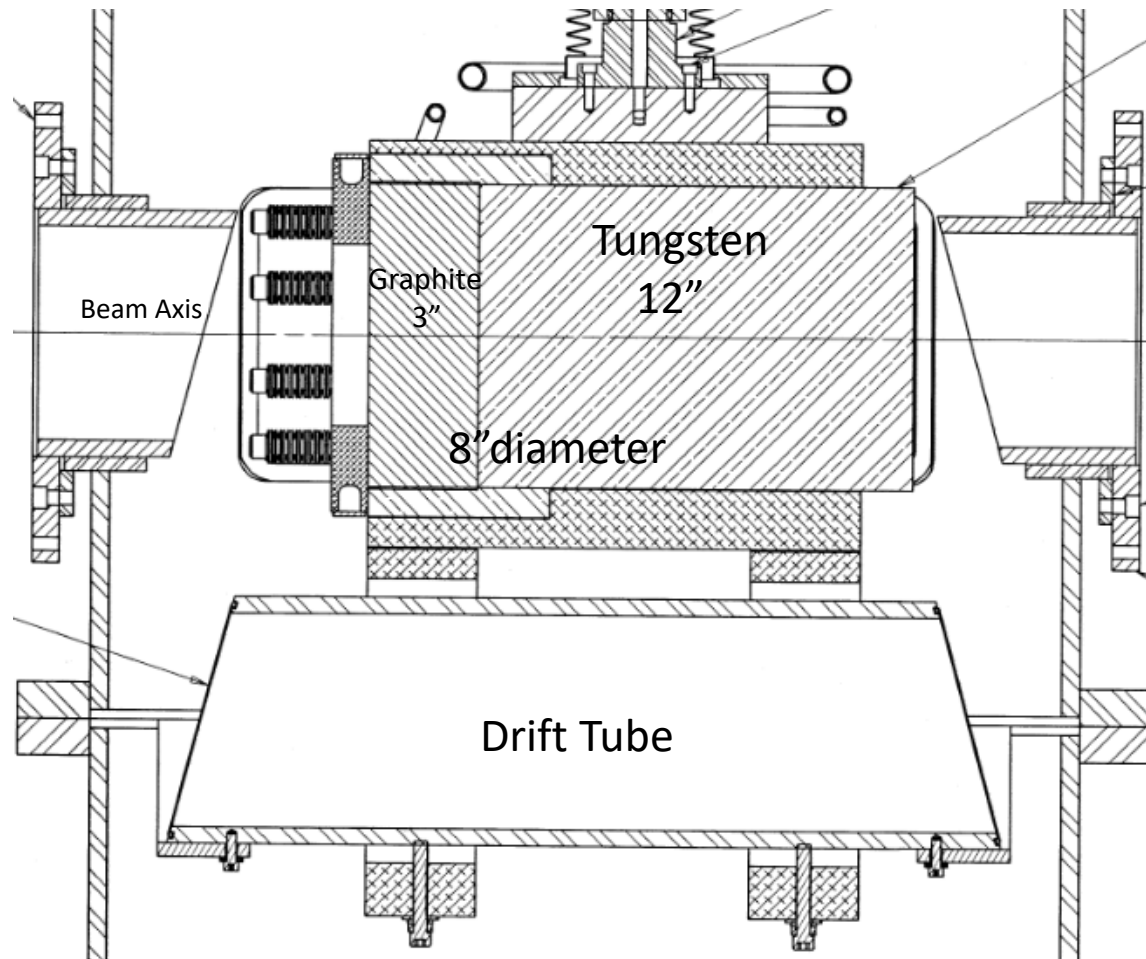 Tungsten
12”
Graphite
3”
Beam Axis
8”diameter
Drift Tube